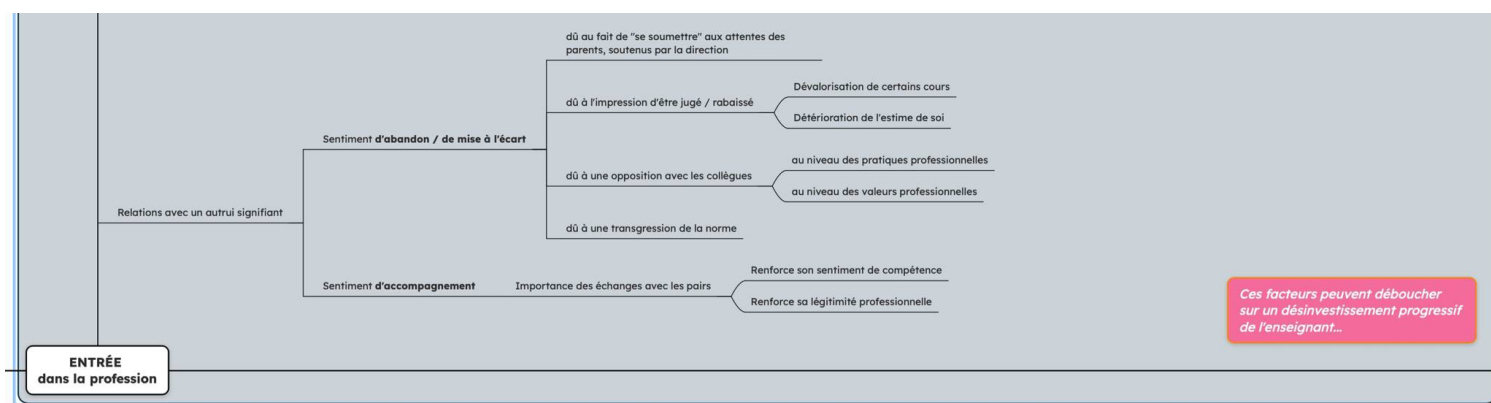 dû au fait de "se soumettre" aux attentes des
parents, soutenus par la direction
Dévalorisation de certains cours
dû à l'impression d'être jugé / rabaissé
Détérioration de l'estime de soi
Sentiment d'abandon / de mise à l'écart
au niveau des pratiques professionnelles
dû à une opposition avec les collègues
au niveau des valeurs professionnelles
Relations avec un autrui signifiant
dû à une transgression de la norme
Renforce son sentiment de compétence
Sentiment d'accompagnement
Importance des échanges avec les pairs
Renforce sa légitimité professionnelle
Ces facteurs peuvent déboucher
sur un désinvestissement progressif
de l'enseignant...
ENTRÉE
dans la profession